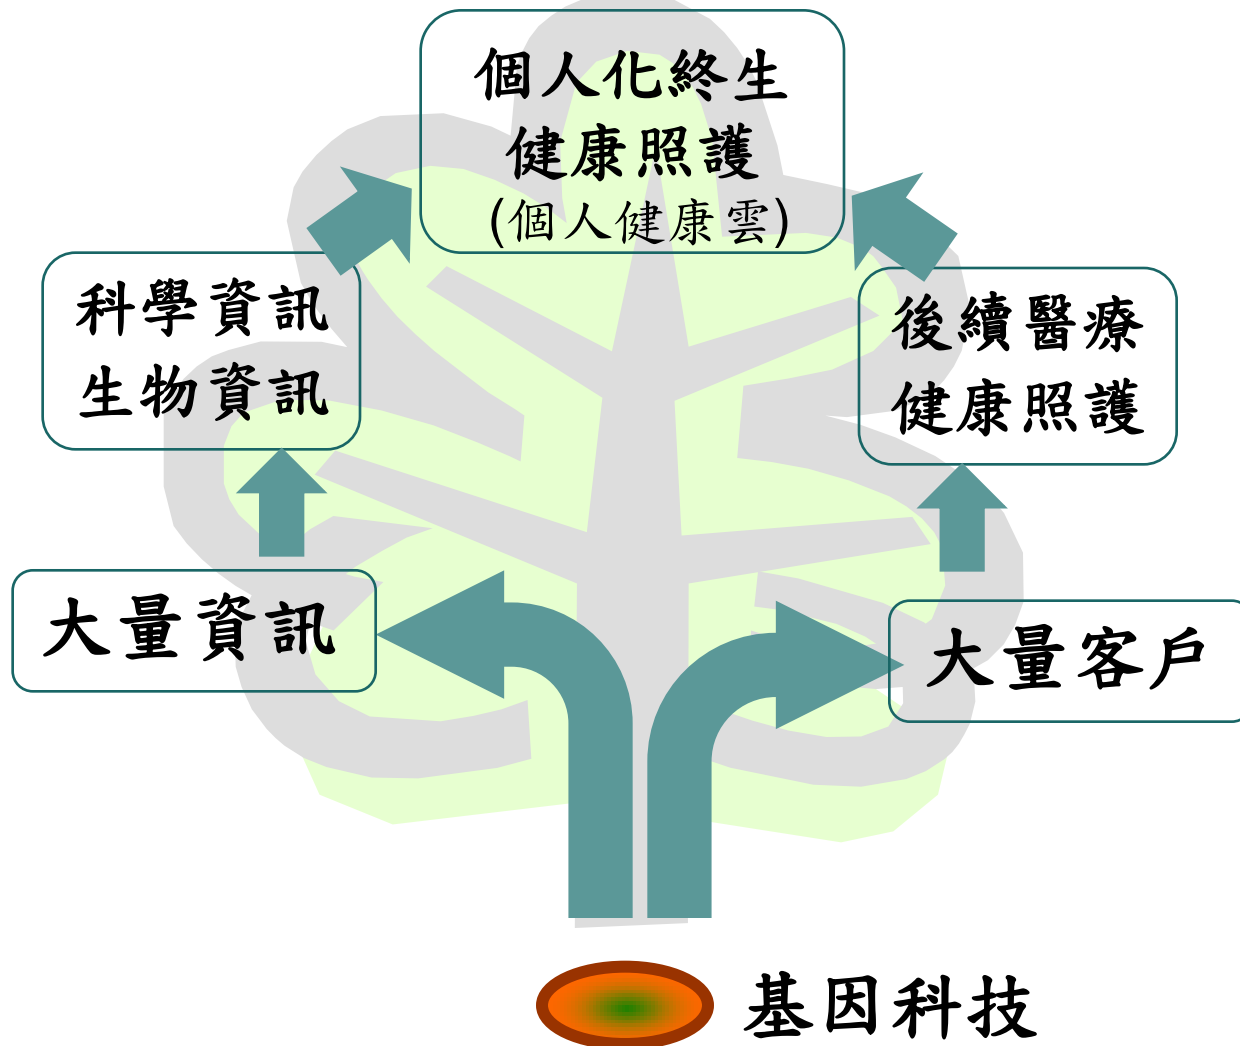 個人化終生
健康照護
(個人健康雲)
科學資訊
生物資訊
後續醫療
健康照護
大量資訊
大量客戶
基因科技